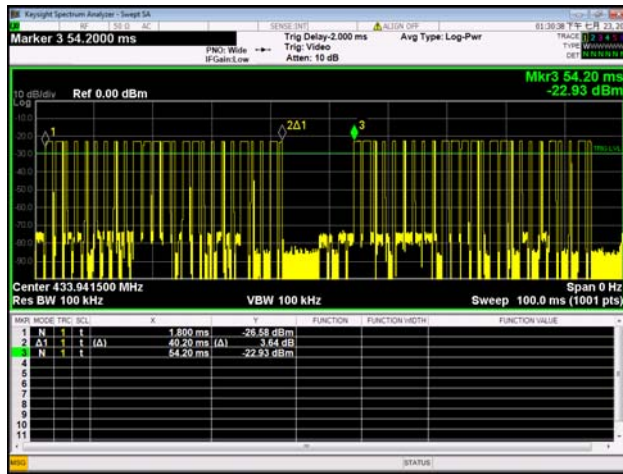 Keysight Spectrum Analyzer - Swept SA
RF 50 Ω AC SENSE:INT ALIGN OFF 01:30:38 下午 七月 23, 20
Marker 3 54.2000 ms
PNO: Wide
IFGain:Low
Trig Delay-2.000 ms
Trig: Video
Atten: 10 dB
Avg Type: Log-Pwr
TRACE 1 2 3 4 5
TYPE WWWWWW
DET N N N N N
Mkr3 54.20 ms
-22.93 dBm
10 dB/div Ref 0.00 dBm
Log
-10.0
-20.0
-30.0
-40.0
-50.0
-60.0
-70.0
-80.0
-90.0
1
2Δ1
3
TRIG LVL
Center 433.941500 MHz Span 0 Hz
Res BW 100 kHz VBW 100 kHz Sweep 100.0 ms (1001 pts)
MKR MODE TRC SCL X Y FUNCTION FUNCTION WIDTH FUNCTION VALUE
1 N 1 t 1.800 ms -26.58 dBm
2 Δ1 1 t (Δ) 40.20 ms (Δ) 3.64 dB
3 N 1 t 54.20 ms -22.93 dBm
4
5
6
7
8
9
10
11
MSG STATUS